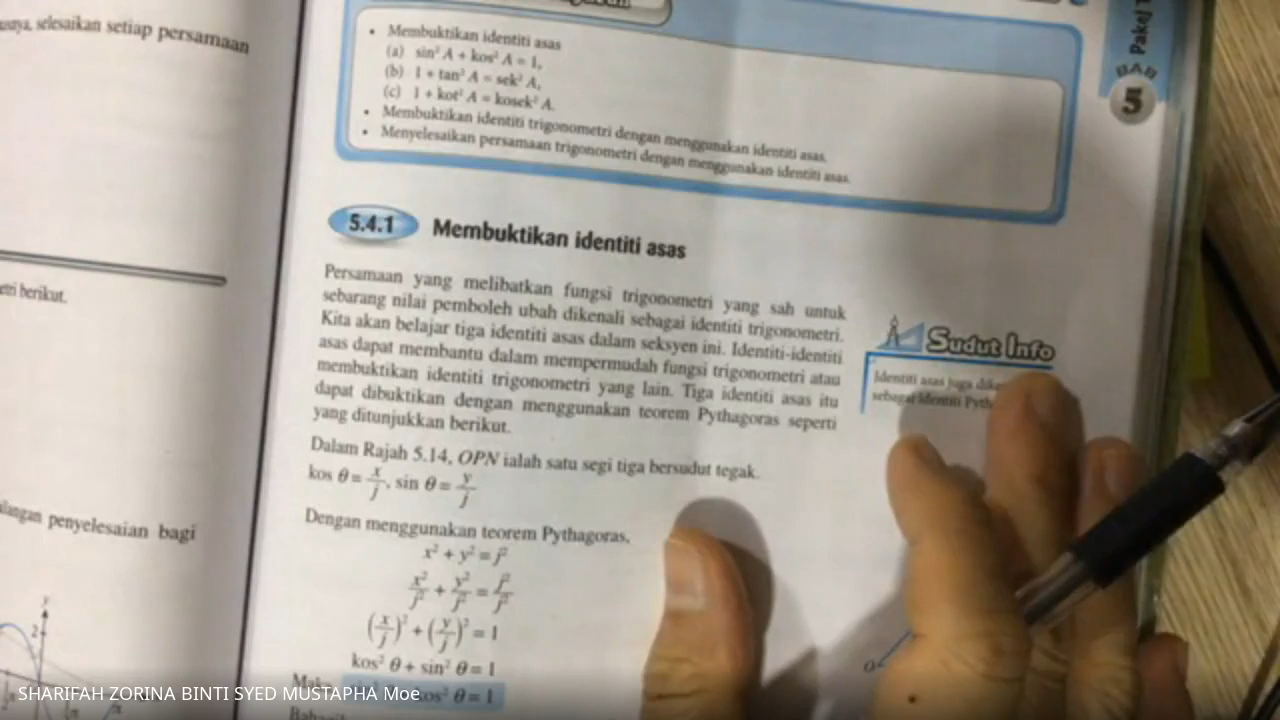 selesaikan setiap persamaan
berikut.
penyelesaian bagi
y
2
π
x
• Membuktikan identiti asas
(a) sin² A + kos² A = 1,
(b) 1 + tan² A = sek² A,
(c) 1 + kot² A = kosek² A.
• Membuktikan identiti trigonometri dengan menggunakan identiti asas.
• Menyelesaikan persamaan trigonometri dengan menggunakan identiti asas.
Pakej
BAB
5
5.4.1 Membuktikan identiti asas
Persamaan yang melibatkan fungsi trigonometri yang sah untuk
sebarang nilai pemboleh ubah dikenali sebagai identiti trigonometri.
Kita akan belajar tiga identiti asas dalam seksyen ini. Identiti-identiti
asas dapat membantu dalam mempermudah fungsi trigonometri atau
membuktikan identiti trigonometri yang lain. Tiga identiti asas itu
dapat dibuktikan dengan menggunakan teorem Pythagoras seperti
yang ditunjukkan berikut.
Sudut Info
Identiti asas juga
sebagai Identiti
Dalam Rajah 5.14, OPN ialah satu segi tiga bersudut tegak.
kos θ = x/j, sin θ = y/j
Dengan menggunakan teorem Pythagoras,
x² + y² = j²
x²/j² + y²/j² = j²/j²
(x/j)² + (y/j)² = 1
kos² θ + sin² θ = 1
kos² θ = 1
O
SHARIFAH ZORINA BINTI SYED MUSTAPHA Moe